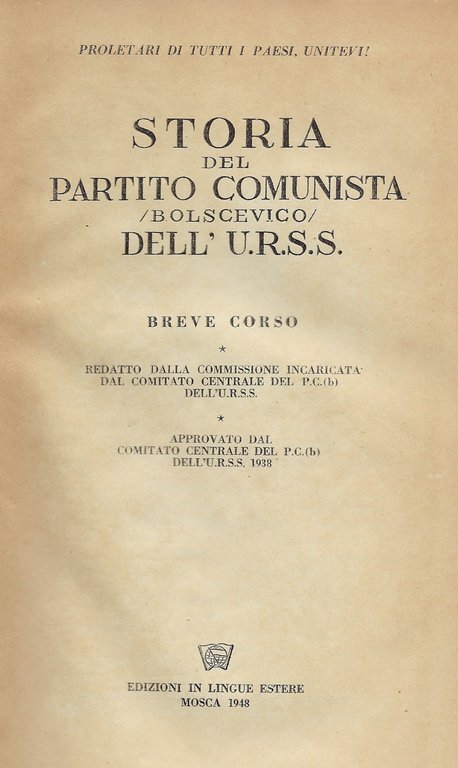 PROLETARI DI TUTTI I PAESI, UNITEVI!
STORIA
DEL
PARTITO COMUNISTA
/BOLSCEVICO/
DELL' U.R.S.S.
BREVE CORSO
*
REDATTO DALLA COMMISSIONE INCARICATA
DAL COMITATO CENTRALE DEL P.C.(b)
DELL'U.R.S.S.
*
APPROVATO DAL
COMITATO CENTRALE DEL P.C.(b)
DELL'U.R.S.S. 1938
EDIZIONI IN LINGUE ESTERE
MOSCA 1948